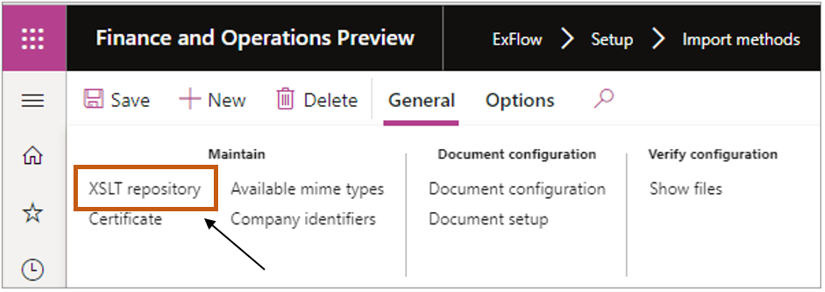 Finance and Operations Preview
ExFlow > Setup > Import methods
Save New Delete General Options
Maintain Document configuration Verify configuration
XSLT repository Available mime types Document configuration Show files
Certificate Company identifiers Document setup